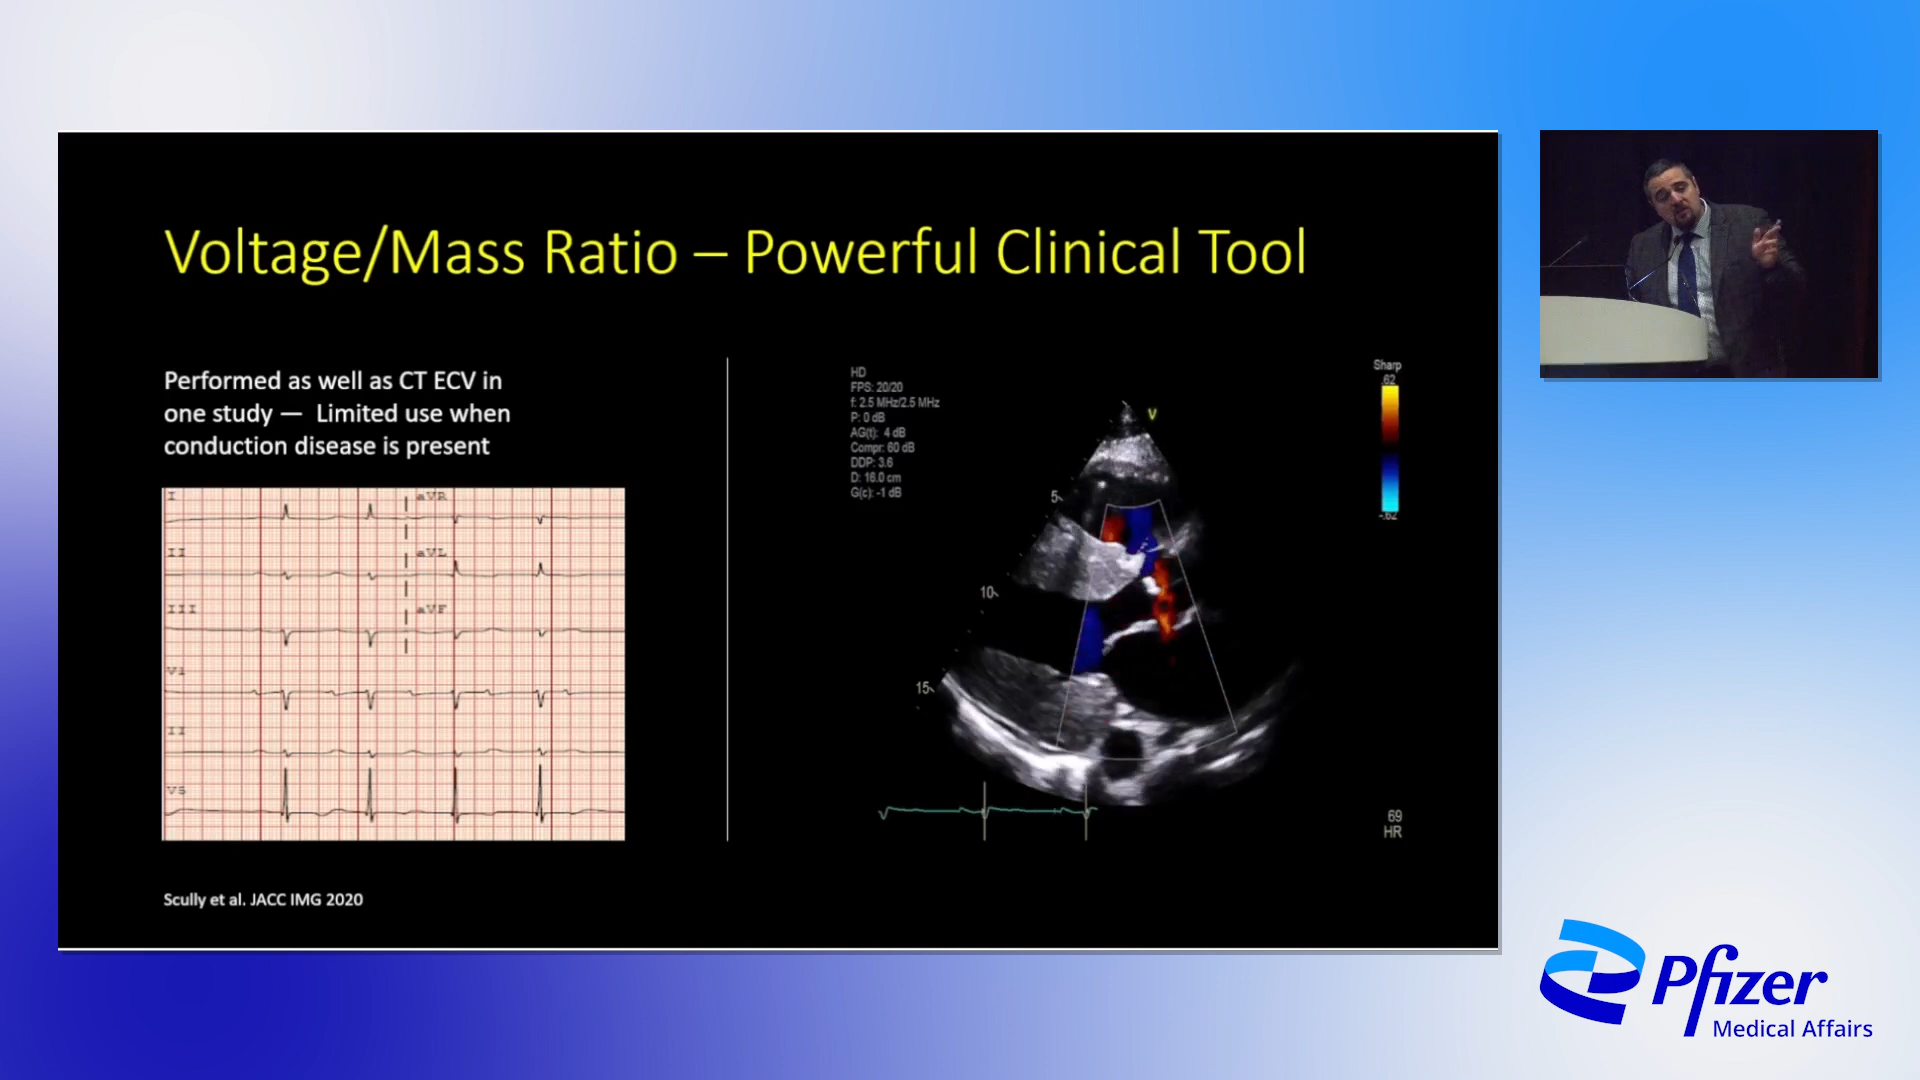 Voltage/Mass Ratio – Powerful Clinical Tool
Performed as well as CT ECV in
one study — Limited use when
conduction disease is present
I
aVR
II
aVL
III
aVF
V1
II
V5
Scully et al. JACC IMG 2020
HD
FPS: 20/20
f: 2.5 MHz/2.5 MHz
P: 0 dB
AG(t): 4 dB
Compr: 60 dB
DDP: 3.6
D: 16.0 cm
G(c): -1 dB
V
5
10
15
Sharp
.62
-.62
69
HR
Pfizer
Medical Affairs